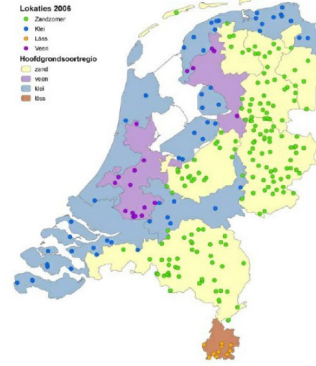 Lokaties 2006
Zandzomer
Klei
Löss
Veen
Hoofdgrondsoortregio
zand
veen
klei
löss